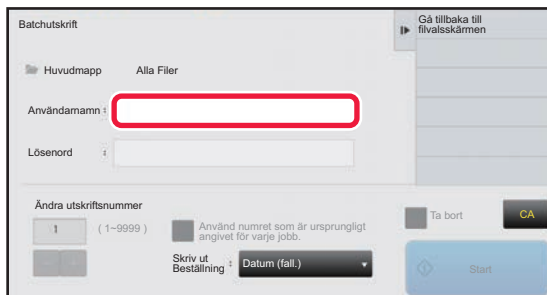 Batchutskrift
Gå tillbaka till
filvalsskärmen
Huvudmapp Alla Filer
Användarnamn :
Lösenord :
Ändra utskriftsnummer
1 ( 1~9999 )
Använd numret som är ursprungligt
angivet för varje jobb.
Skriv ut
Beställning : Datum (fall.)
Ta bort
CA
Start